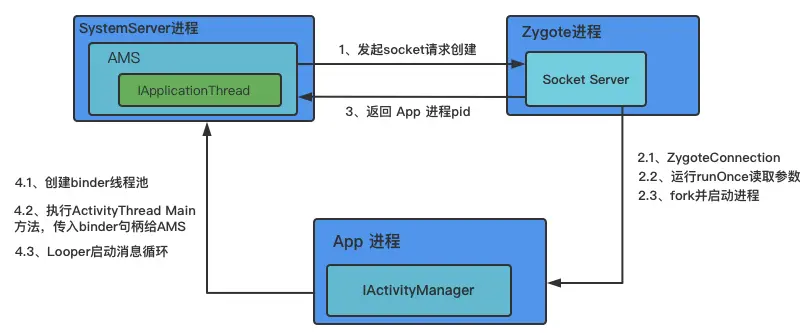 SystemServer进程
AMS
IApplicationThread
1、发起socket请求创建
3、返回 App 进程pid
Zygote进程
Socket Server
2.1、ZygoteConnection
2.2、运行runOnce读取参数
2.3、fork并启动进程
4.1、创建binder线程池
4.2、执行ActivityThread Main
方法，传入binder句柄给AMS
4.3、Looper启动消息循环
App 进程
IActivityManager